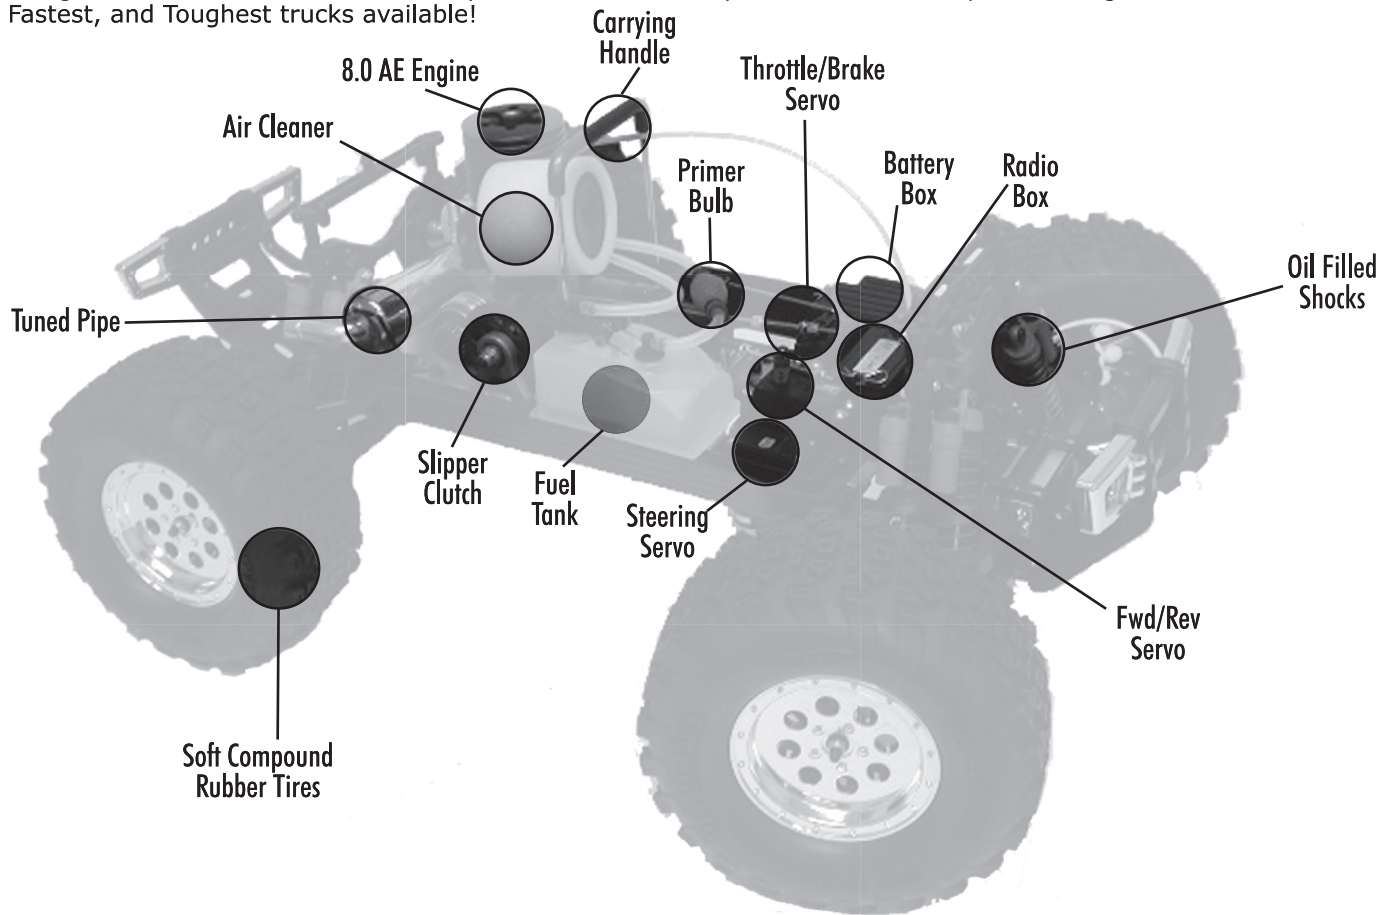 Fastest, and Toughest trucks available!
Carrying
Handle
8.0 AE Engine
Throttle/Brake
Servo
Air Cleaner
Primer
Bulb
Battery
Box
Radio
Box
Oil Filled
Shocks
Tuned Pipe
Slipper
Clutch
Fuel
Tank
Steering
Servo
Fwd/Rev
Servo
Soft Compound
Rubber Tires